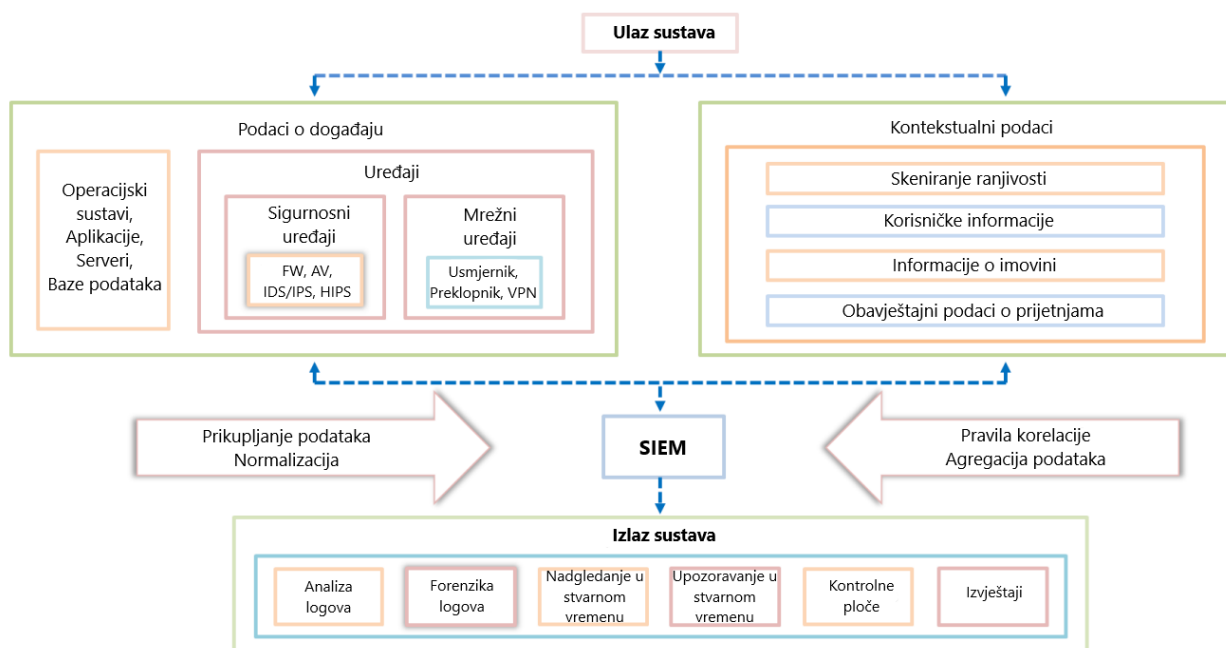 Ulaz sustava
Podaci o događaju
Operacijski
sustavi,
Aplikacije,
Serveri,
Baze podataka
Uređaji
Sigurnosni
uređaji
FW, AV,
IDS/IPS, HIPS
Mrežni
uređaji
Usmjernik,
Preklopnik, VPN
Kontekstualni podaci
Skeniranje ranjivosti
Korisničke informacije
Informacije o imovini
Obavještajni podaci o prijetnjama
Prikupljanje podataka
Normalizacija
SIEM
Pravila korelacije
Agregacija podataka
Izlaz sustava
Analiza
logova
Forenzika
logova
Nadgledanje u
stvarnom
vremenu
Upozoravanje u
stvarnom
vremenu
Kontrolne
ploče
Izvještaji